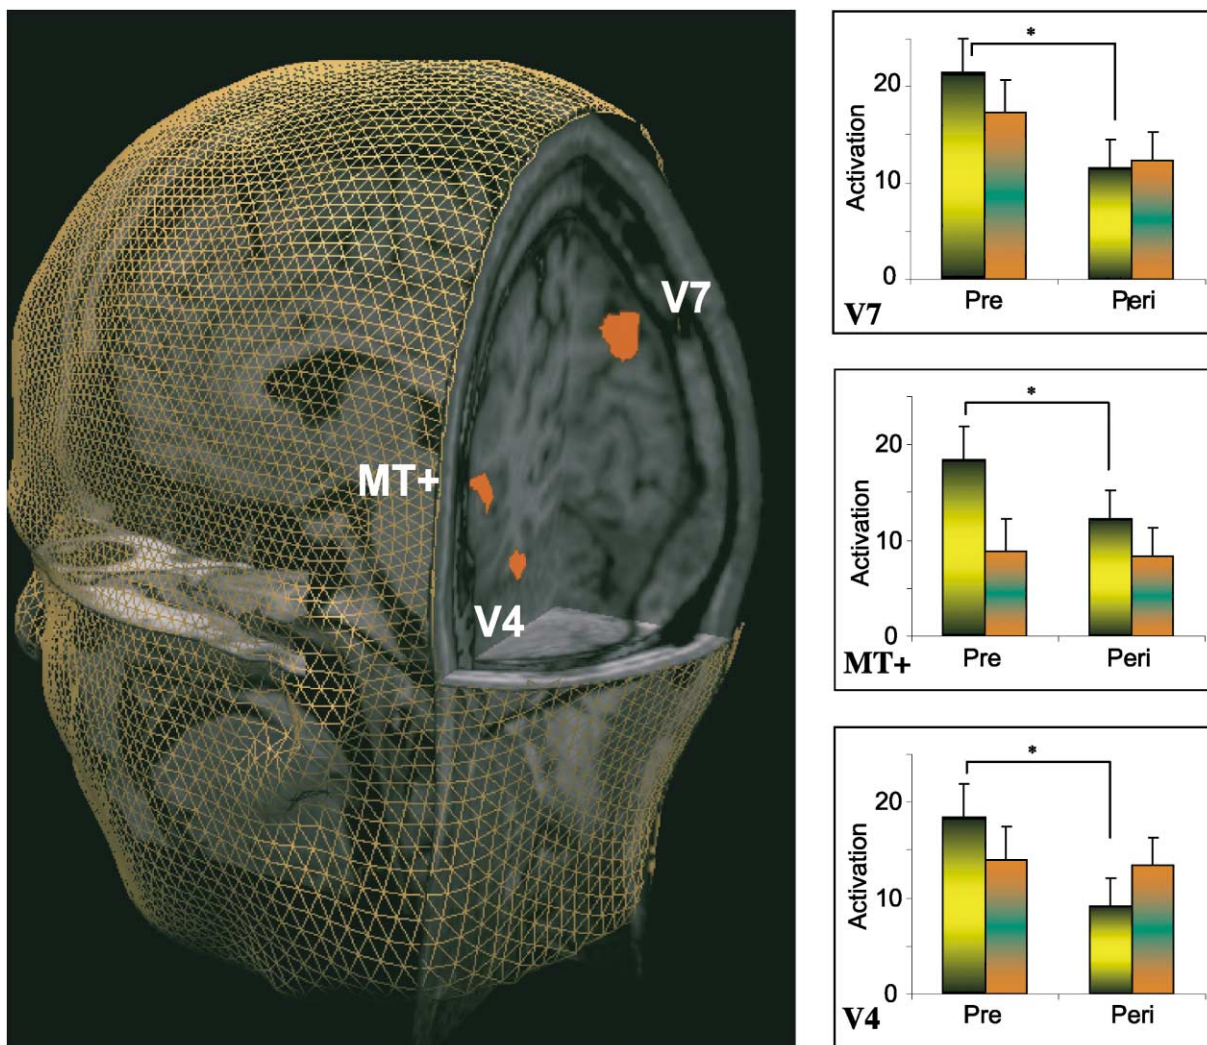 V7
MT+
V4
*
Activation
20
10
0
Pre Peri
V7
*
Activation
20
10
0
Pre Peri
MT+
*
Activation
20
10
0
Pre Peri
V4